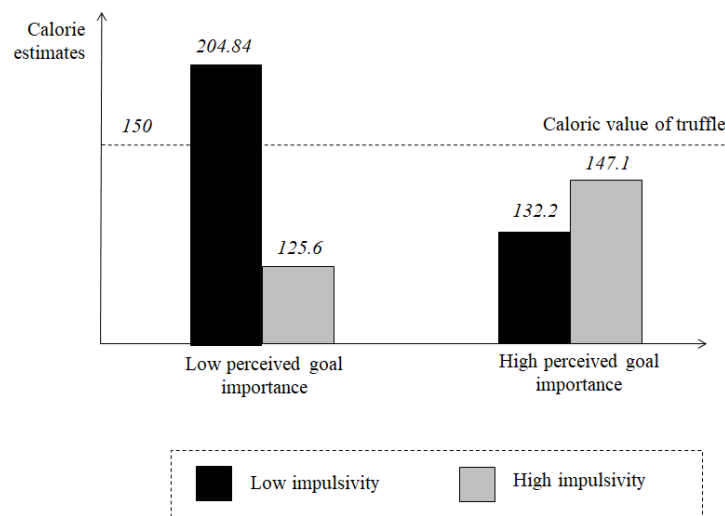 Calorie
estimates
204.84
150
Caloric value of truffle
147.1
132.2
125.6
Low perceived goal
importance
High perceived goal
importance
Low impulsivity
High impulsivity